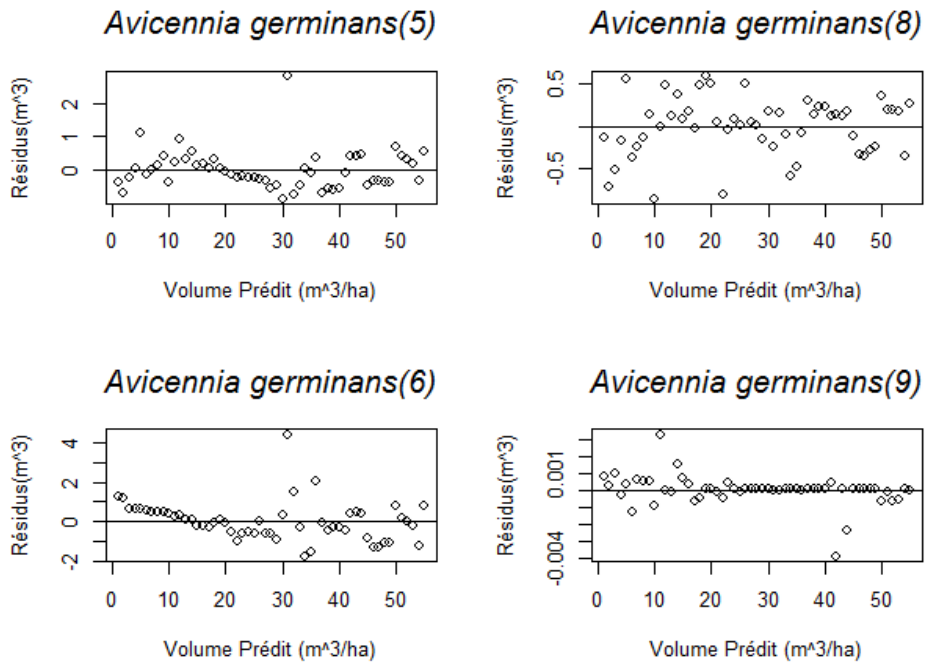 Avicennia germinans(5)
Résidus(m^3)
2
1
0
0 10 20 30 40 50
Volume Prédit (m^3/ha)
Avicennia germinans(8)
Résidus(m^3)
0.5
-0.5
0 10 20 30 40 50
Volume Prédit (m^3/ha)
Avicennia germinans(6)
Résidus(m^3)
4
2
0
-2
0 10 20 30 40 50
Volume Prédit (m^3/ha)
Avicennia germinans(9)
Résidus(m^3)
0.001
-0.004
0 10 20 30 40 50
Volume Prédit (m^3/ha)